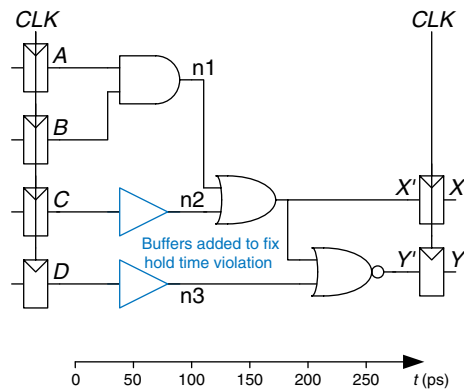 CLK
CLK
A
n1
B
C
n2
X'
X
Buffers added to fix
hold time violation
D
n3
Y'
Y
0
50
100
150
200
250
t (ps)